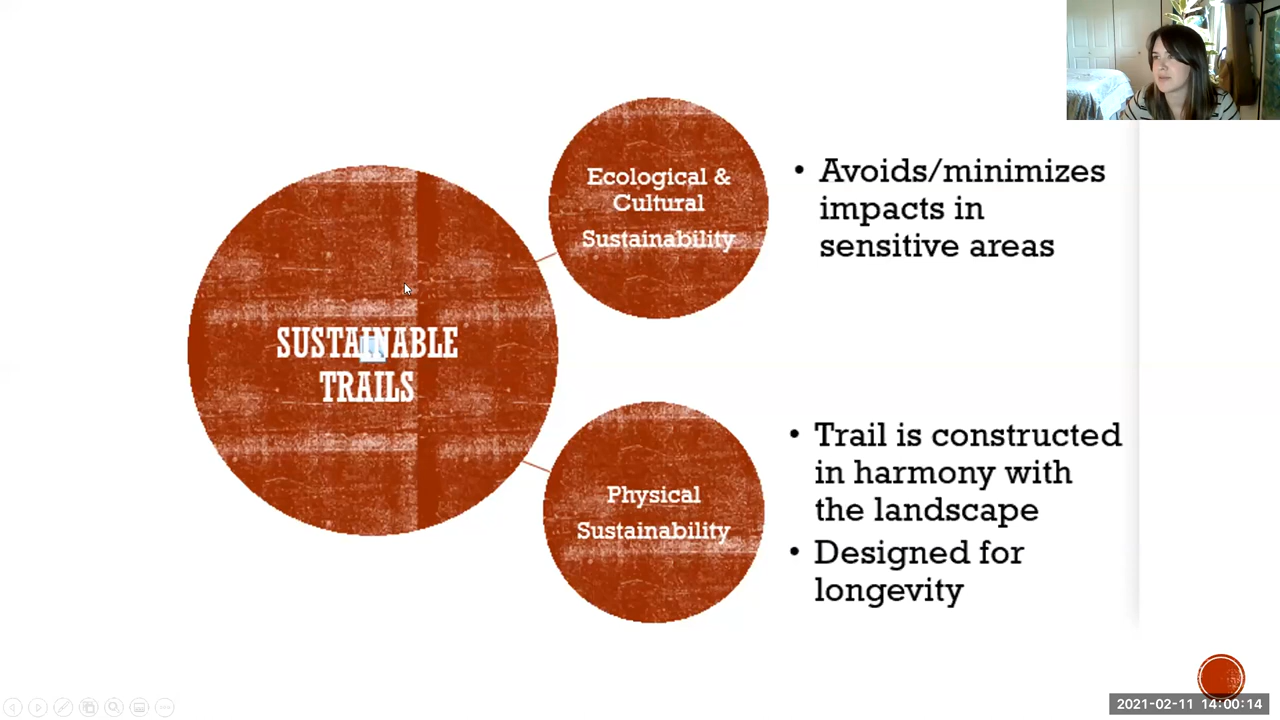 SUSTAINABLE
TRAILS
Ecological &
Cultural
Sustainability
• Avoids/minimizes
impacts in
sensitive areas
Physical
Sustainability
• Trail is constructed
in harmony with
the landscape
• Designed for
longevity
2021-02-11 14:00:14